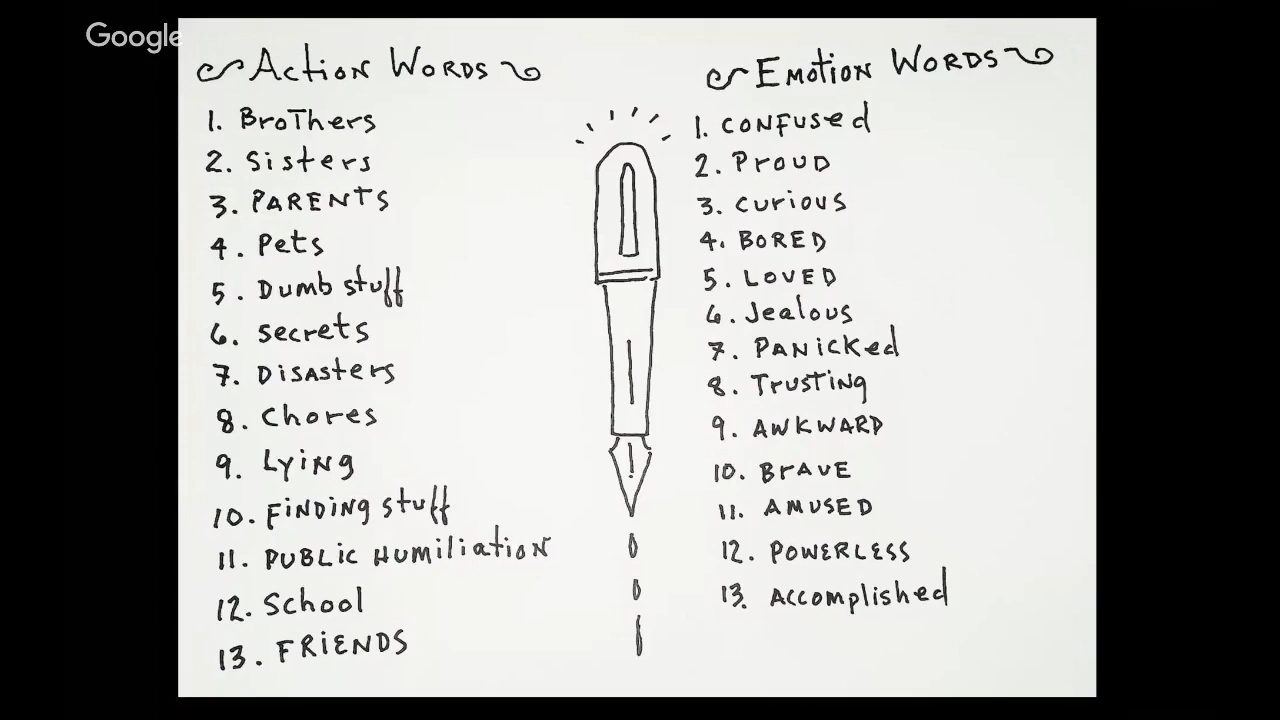 Google
Action Words
1. Brothers
2. Sisters
3. PARENTS
4. Pets
5. Dumb stuff
6. secrets
7. Disasters
8. Chores
9. Lying
10. Finding stuff
11. Public Humiliation
12. School
13. FRiENDS
Emotion Words
1. Confused
2. Proud
3. Curious
4. BORED
5. LOVED
6. Jealous
7. PANicked
8. Trusting
9. AWKWARD
10. BRAVE
11. AMUSED
12. POWERLESS
13. Accomplished